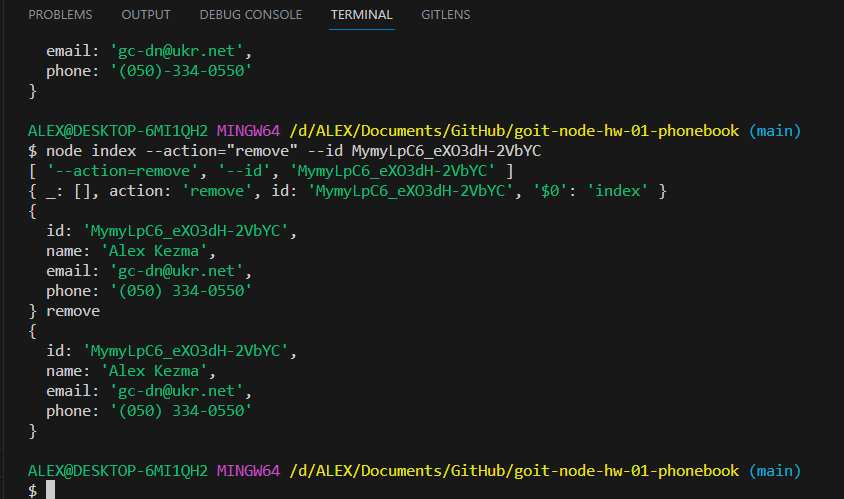 PROBLEMS OUTPUT DEBUG CONSOLE TERMINAL GITLENS
email: 'gc-dn@ukr.net',
phone: '(050)-334-0550'
}
ALEX@DESKTOP-6MI1QH2 MINGW64 /d/ALEX/Documents/GitHub/goit-node-hw-01-phonebook (main)
$ node index --action="remove" --id MymyLpC6_eXO3dH-2VbYC
[ '--action=remove', '--id', 'MymyLpC6_eXO3dH-2VbYC' ]
{ _: [], action: 'remove', id: 'MymyLpC6_eXO3dH-2VbYC', '$0': 'index' }
{
id: 'MymyLpC6_eXO3dH-2VbYC',
name: 'Alex Kezma',
email: 'gc-dn@ukr.net',
phone: '(050) 334-0550'
} remove
{
id: 'MymyLpC6_eXO3dH-2VbYC',
name: 'Alex Kezma',
email: 'gc-dn@ukr.net',
phone: '(050) 334-0550'
}
ALEX@DESKTOP-6MI1QH2 MINGW64 /d/ALEX/Documents/GitHub/goit-node-hw-01-phonebook (main)
$